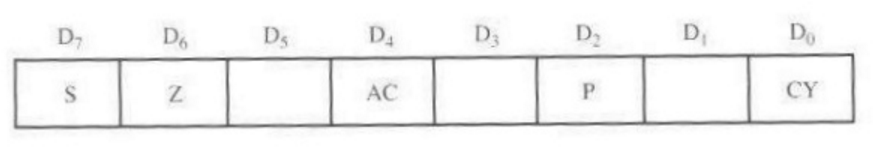 D₇ D₆ D₅ D₄ D₃ D₂ D₁ D₀
S Z AC P CY